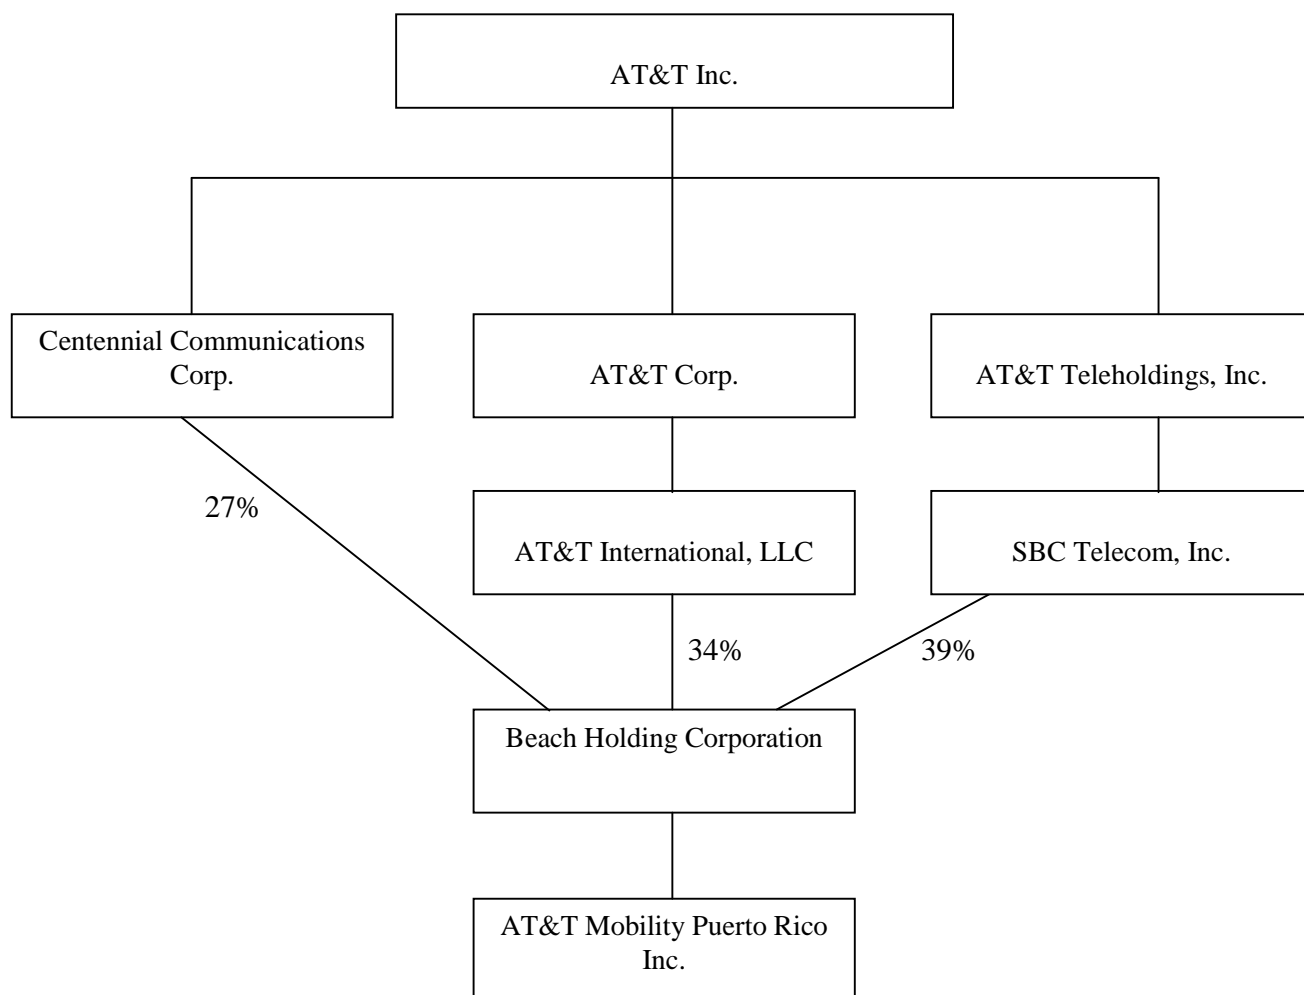 AT&T Inc.
Centennial Communications
Corp.
AT&T Corp.
AT&T Teleholdings, Inc.
27%
AT&T International, LLC
SBC Telecom, Inc.
34%
39%
Beach Holding Corporation
AT&T Mobility Puerto Rico
Inc.